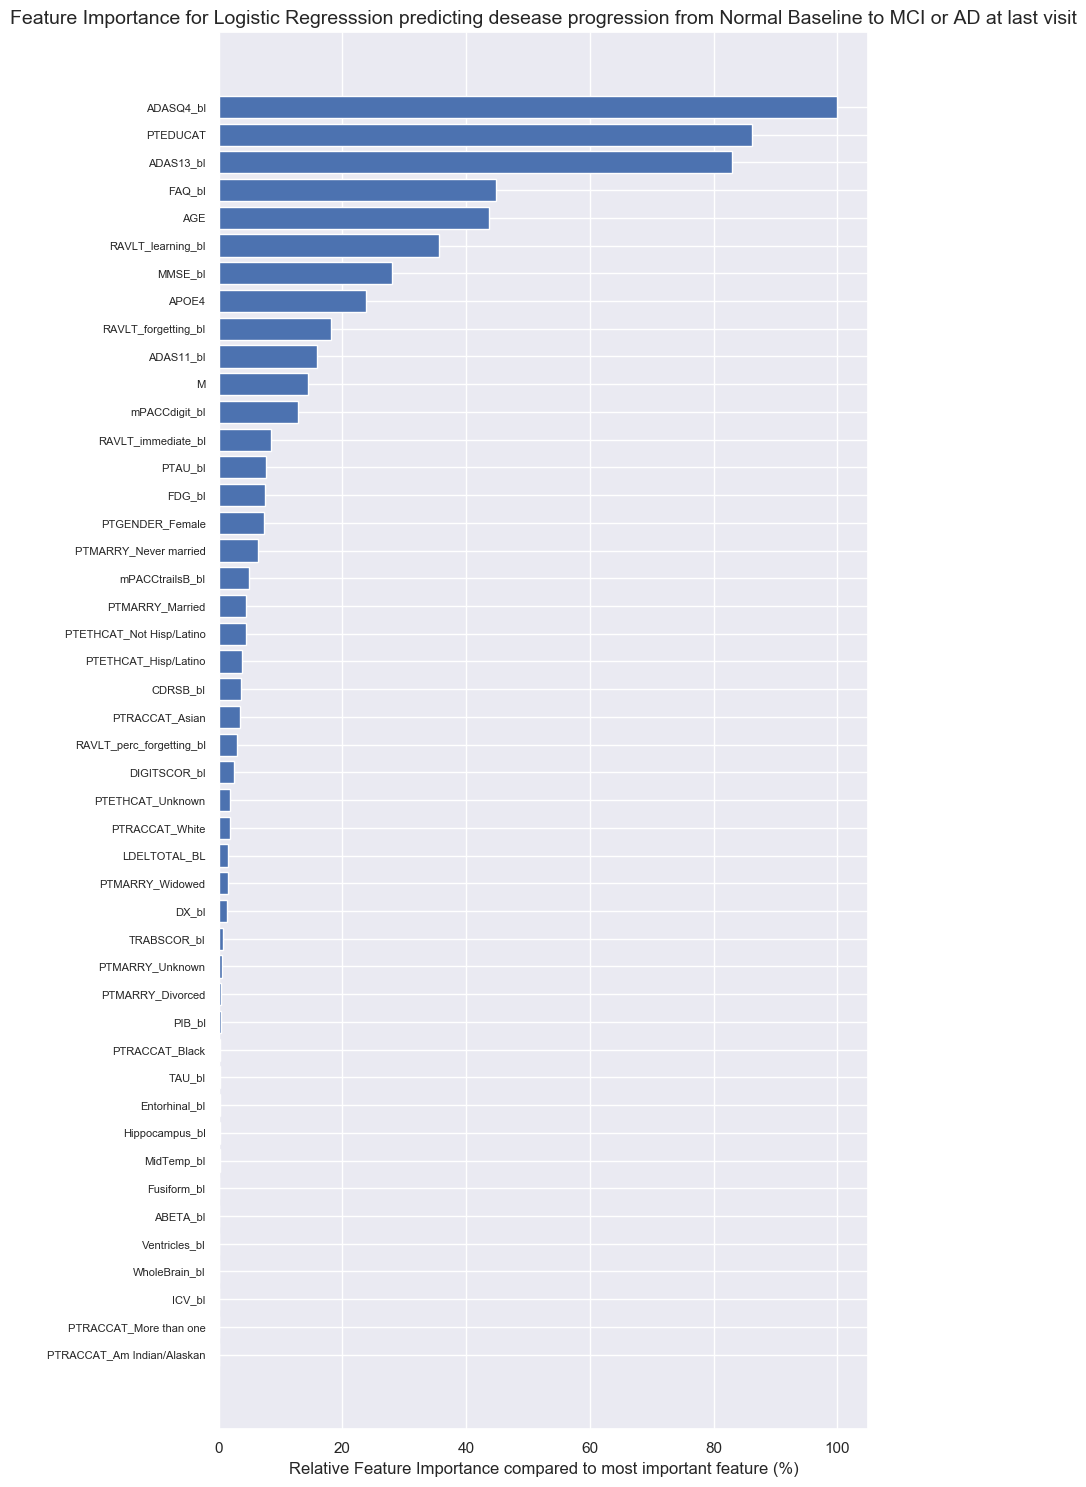 Feature Importance for Logistic Regresssion predicting desease progression from Normal Baseline to MCI or AD at last visit
ADASQ4_bl
PTEDUCAT
ADAS13_bl
FAQ_bl
AGE
RAVLT_learning_bl
MMSE_bl
APOE4
RAVLT_forgetting_bl
ADAS11_bl
M
mPACCdigit_bl
RAVLT_immediate_bl
PTAU_bl
FDG_bl
PTGENDER_Female
PTMARRY_Never married
mPACCtrailsB_bl
PTMARRY_Married
PTETHCAT_Not Hisp/Latino
PTETHCAT_Hisp/Latino
CDRSB_bl
PTRACCAT_Asian
RAVLT_perc_forgetting_bl
DIGITSCOR_bl
PTETHCAT_Unknown
PTRACCAT_White
LDELTOTAL_BL
PTMARRY_Widowed
DX_bl
TRABSCOR_bl
PTMARRY_Unknown
PTMARRY_Divorced
PIB_bl
PTRACCAT_Black
TAU_bl
Entorhinal_bl
Hippocampus_bl
MidTemp_bl
Fusiform_bl
ABETA_bl
Ventricles_bl
WholeBrain_bl
ICV_bl
PTRACCAT_More than one
PTRACCAT_Am Indian/Alaskan
0 20 40 60 80 100
Relative Feature Importance compared to most important feature (%)